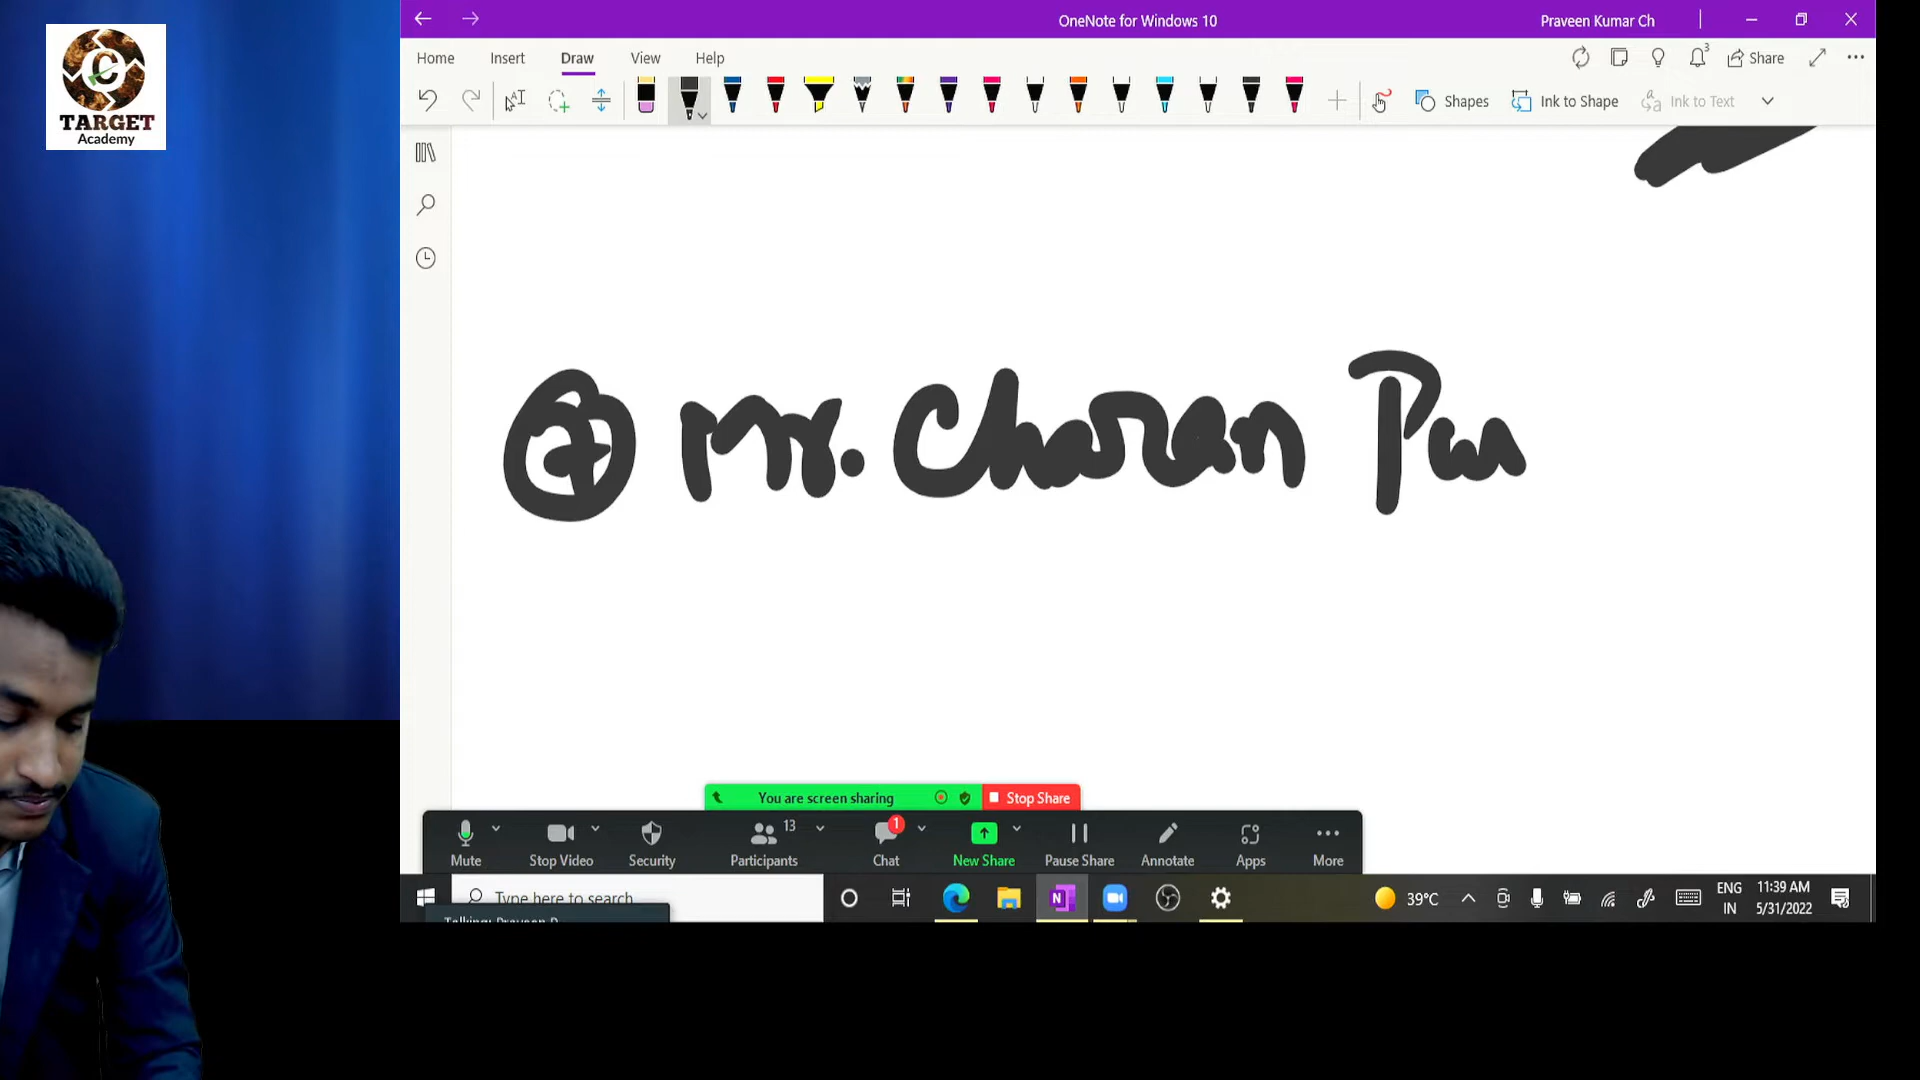 TARGET
Academy
OneNote for Windows 10
Praveen Kumar Ch
Home Insert Draw View Help
3
Share
Shapes
Ink to Shape
Ink to Text
Mr. Charan
You are screen sharing
Stop Share
Mute
Stop Video
Security
13
Participants
1
Chat
New Share
Pause Share
Annotate
Apps
More
Type here to search
39°C
ENG
IN
11:39 AM
5/31/2022